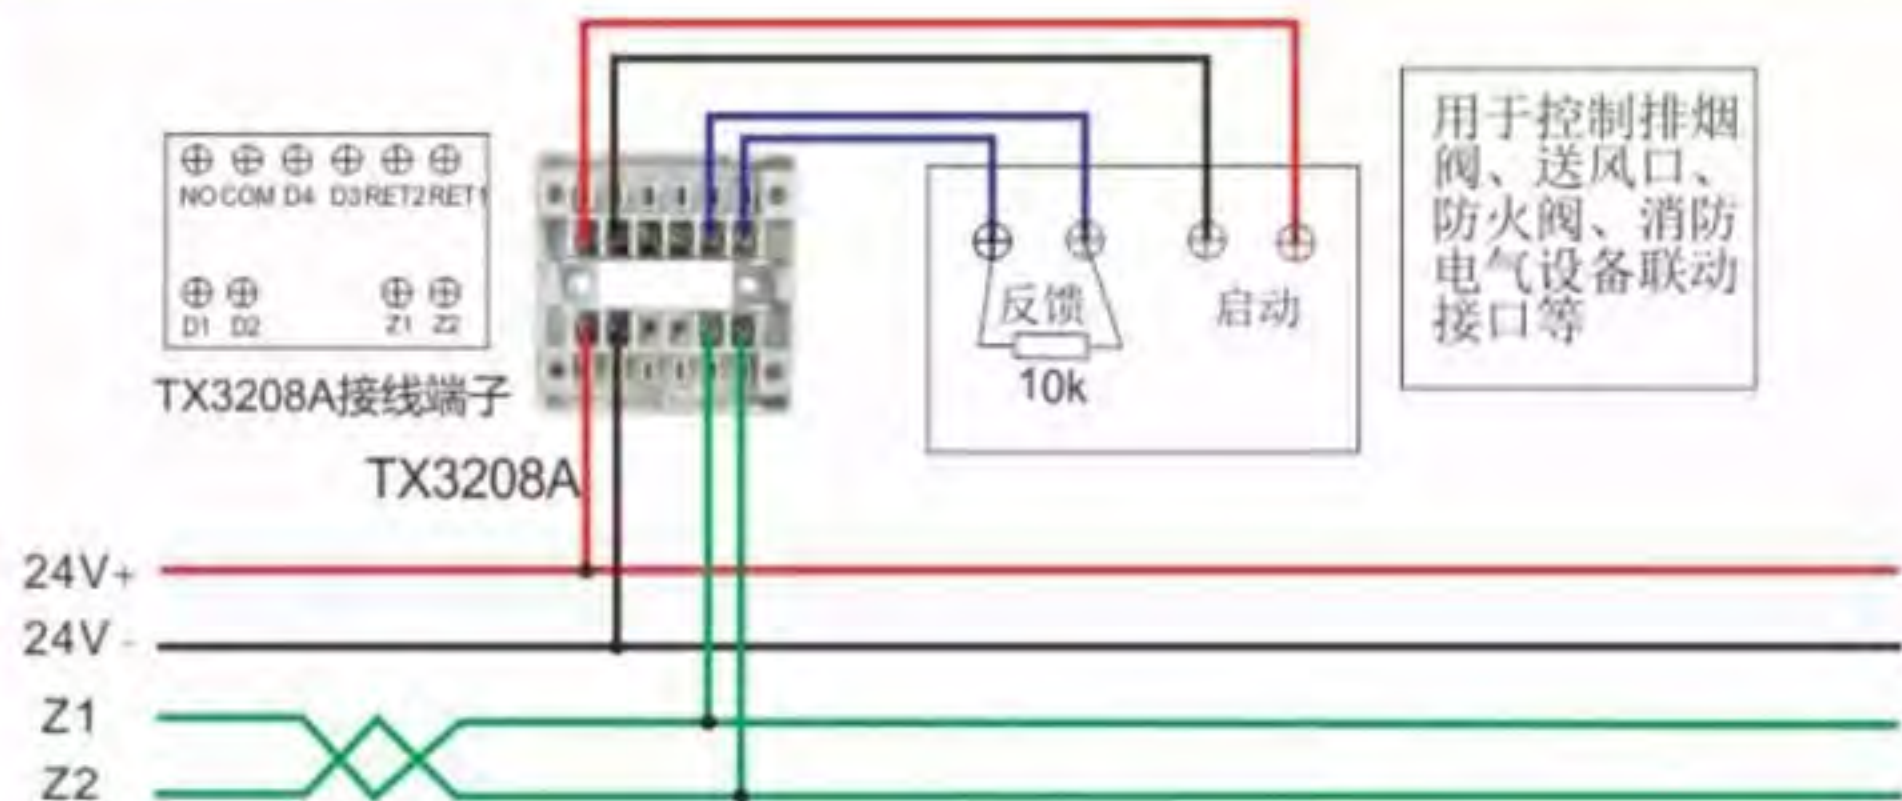 NO COM D4 D3 RET2 RET1
D1 D2 Z1 Z2
TX3208A接线端子
TX3208A
反馈
10k
启动
用于控制排烟
阀、送风口、
防火阀、消防
电气设备联动
接口等
24V+
24V-
Z1
Z2